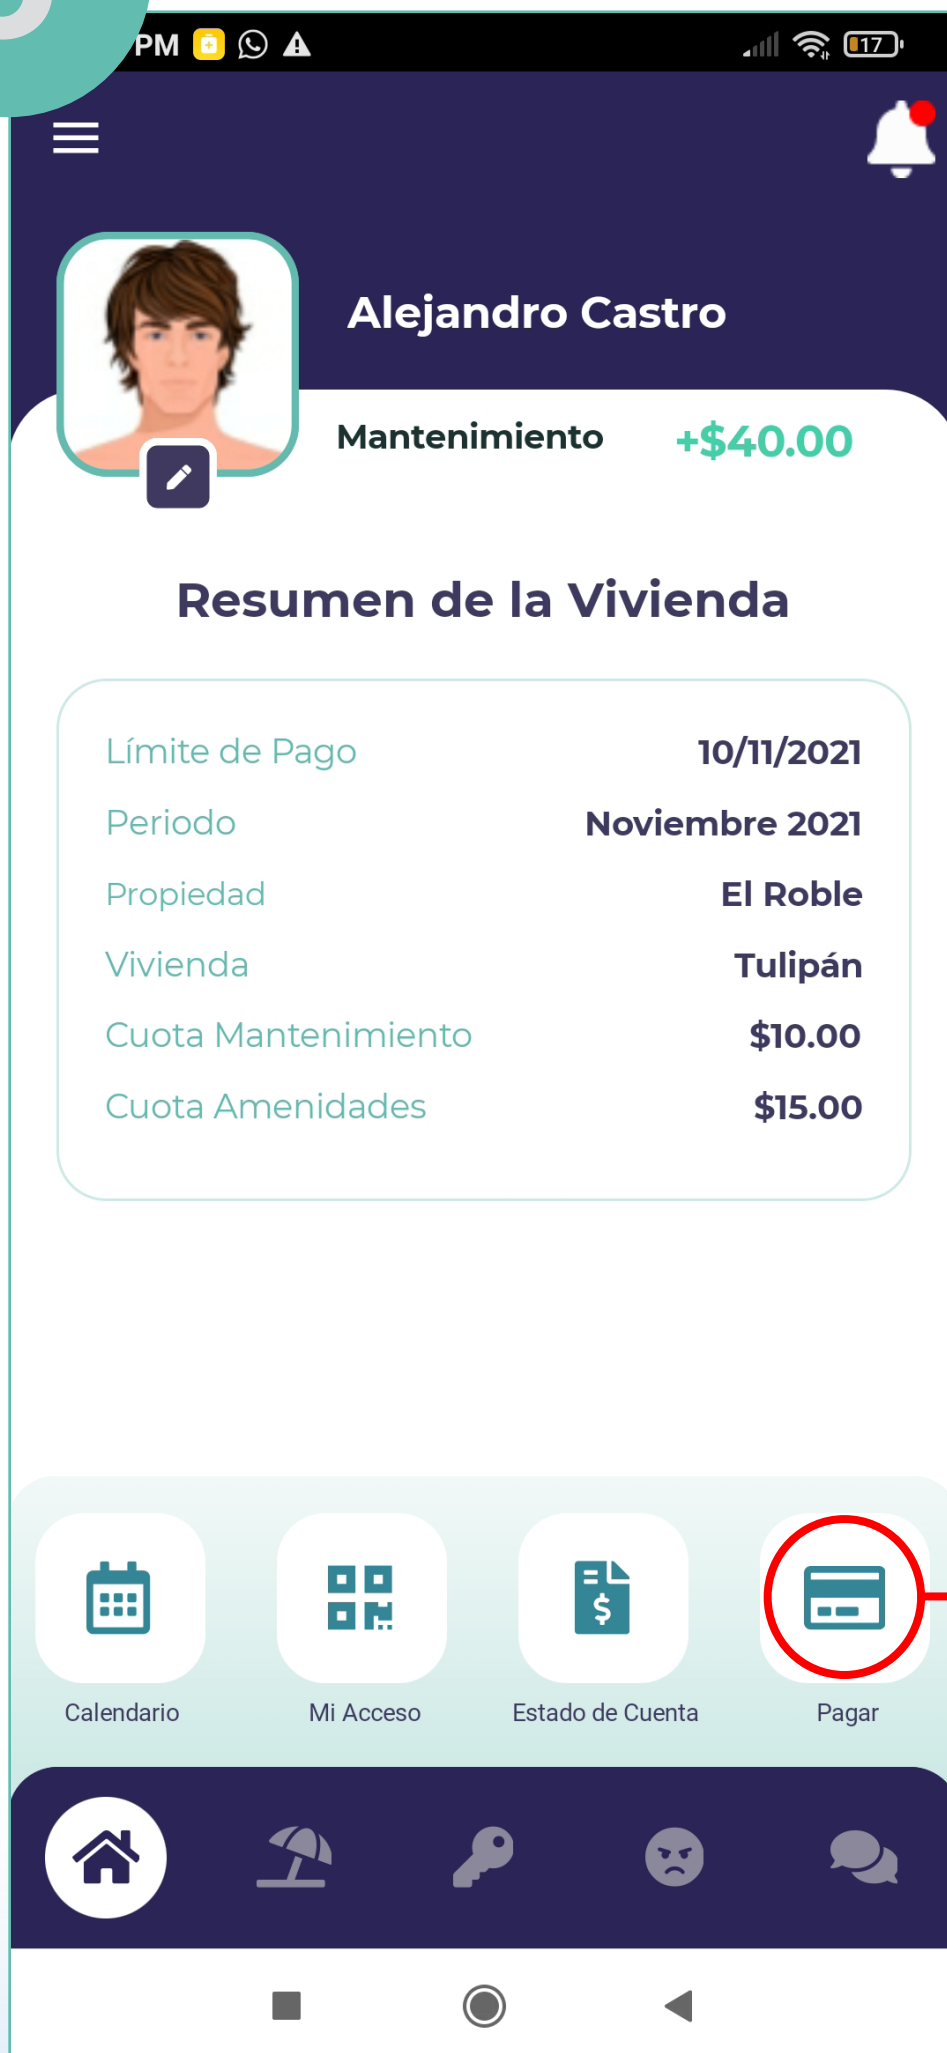 PM 17
Alejandro Castro
Mantenimiento +$40.00
Resumen de la Vivienda
Límite de Pago 10/11/2021
Periodo Noviembre 2021
Propiedad El Roble
Vivienda Tulipán
Cuota Mantenimiento $10.00
Cuota Amenidades $15.00
Calendario Mi Acceso Estado de Cuenta Pagar